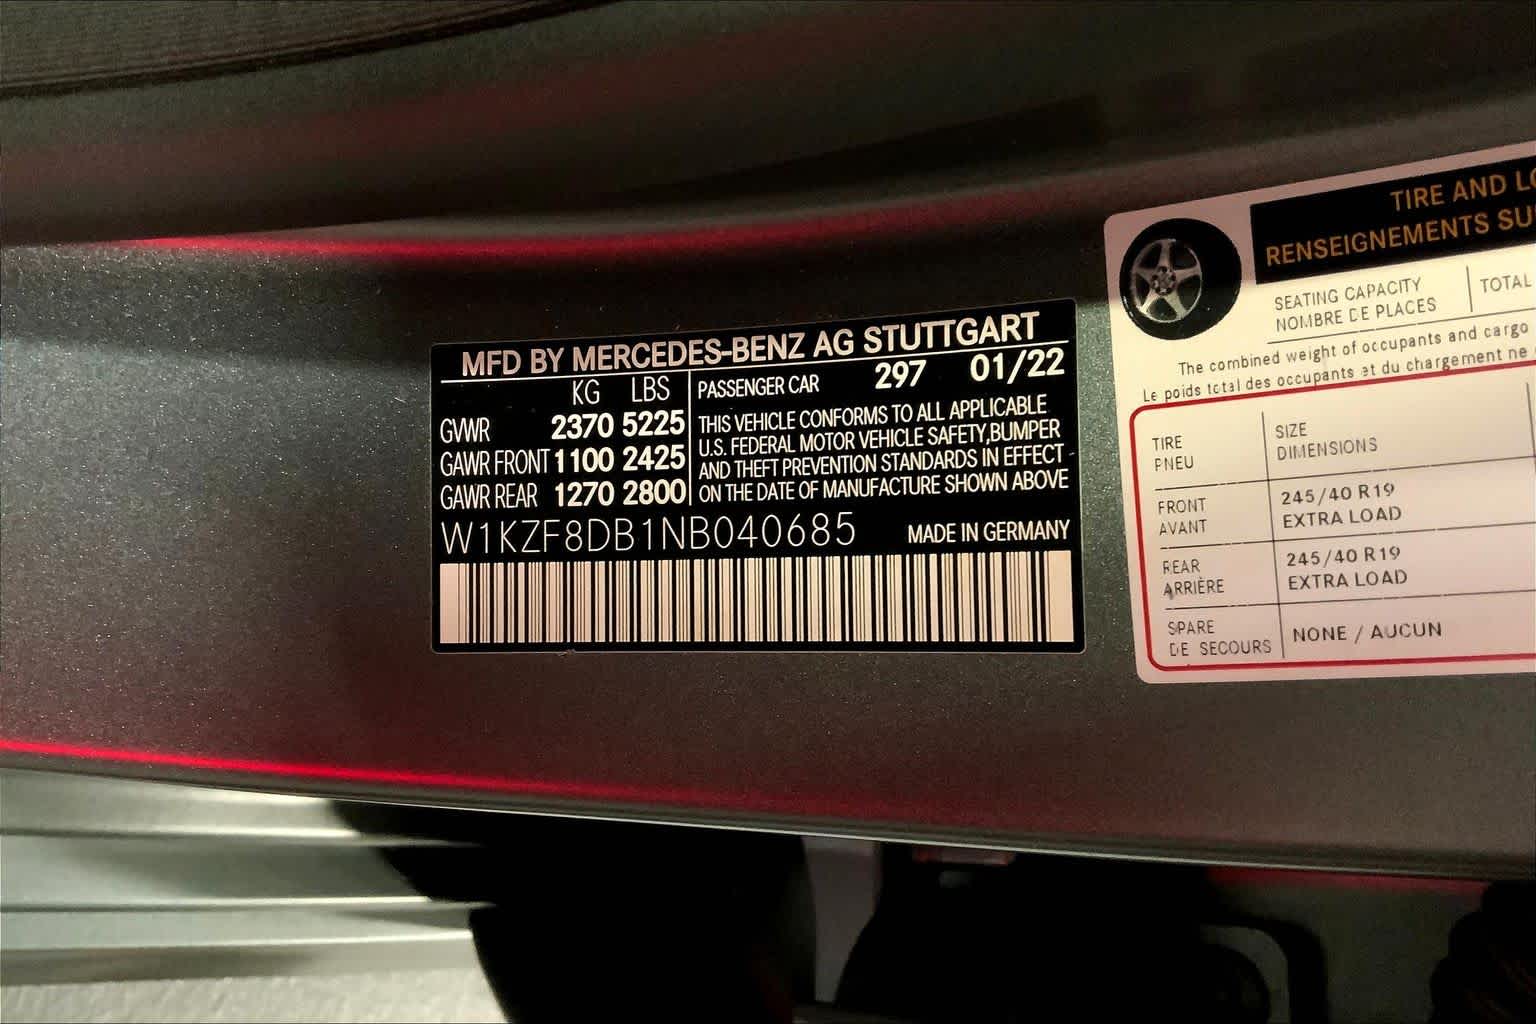 MFD BY MERCEDES-BENZ AG STUTTGART
KG LBS
GVWR 2370 5225
GAWR FRONT 1100 2425
GAWR REAR 1270 2800
PASSENGER CAR 297 01/22
THIS VEHICLE CONFORMS TO ALL APPLICABLE
U.S. FEDERAL MOTOR VEHICLE SAFETY,BUMPER
AND THEFT PREVENTION STANDARDS IN EFFECT
ON THE DATE OF MANUFACTURE SHOWN ABOVE
W1KZF8DB1NB040685 MADE IN GERMANY
TIRE AND
RENSEIGNEMENTS
SEATING CAPACITY TOTAL
NOMBRE DE PLACES
The combined weight of occupants and cargo
Le poids total des occupants et du chargement ne
TIRE SIZE
PNEU DIMENSIONS
FRONT 245/40 R19
AVANT EXTRA LOAD
REAR 245/40 R19
ARRIÈRE EXTRA LOAD
SPARE NONE / AUCUN
DE SECOURS